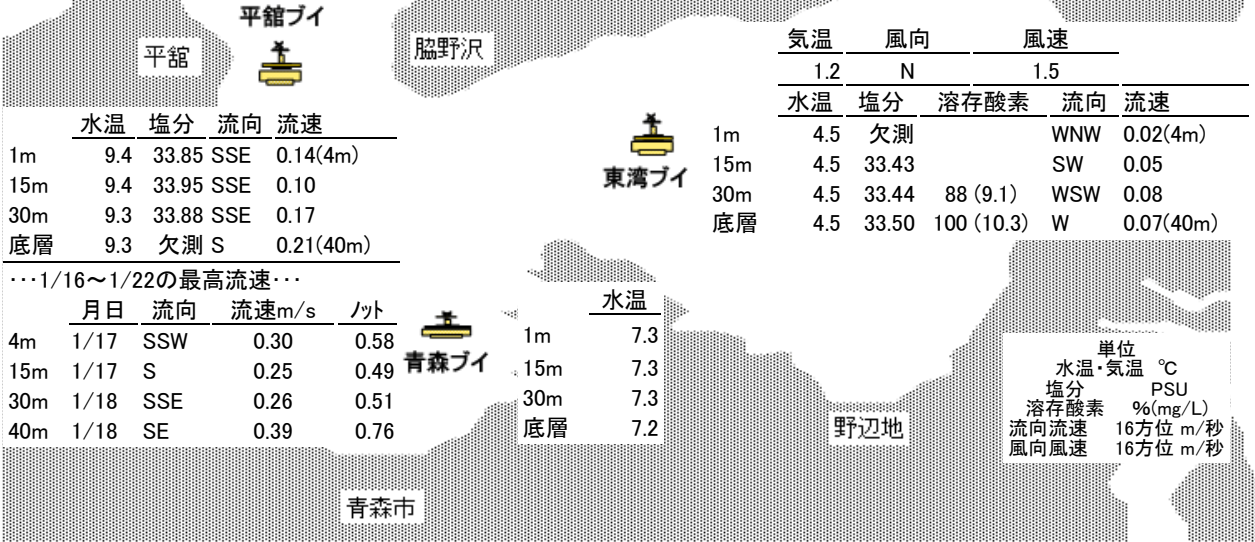 平舘ブイ
平舘
脇野沢
水温 塩分 流向 流速
1m 9.4 33.85 SSE 0.14(4m)
15m 9.4 33.95 SSE 0.10
30m 9.3 33.88 SSE 0.17
底層 9.3 欠測 S 0.21(40m)
･･･1/16～1/22の最高流速･･･
月日 流向 流速m/s ﾉｯﾄ
4m 1/17 SSW 0.30 0.58
15m 1/17 S 0.25 0.49
30m 1/18 SSE 0.26 0.51
40m 1/18 SE 0.39 0.76
気温 風向 風速
1.2 N 1.5
水温 塩分 溶存酸素 流向 流速
1m 4.5 欠測 WNW 0.02(4m)
15m 4.5 33.43 SW 0.05
30m 4.5 33.44 88 (9.1) WSW 0.08
底層 4.5 33.50 100 (10.3) W 0.07(40m)
東湾ブイ
青森ブイ
水温
1m 7.3
15m 7.3
30m 7.3
底層 7.2
単位
水温・気温 ℃
塩分 PSU
溶存酸素 %(mg/L)
流向流速 16方位 m/秒
風向風速 16方位 m/秒
野辺地
青森市